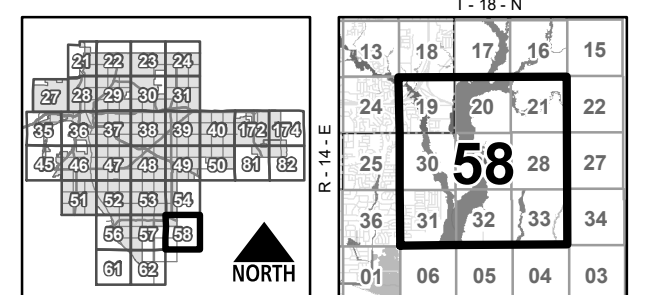 T - 18 - N
21 22 23 24
27 28 29 30 31
35 36 37 38 39 40 172 174
45 46 47 48 49 50 81 82
51 52 53 54
56 57 58
61 62
NORTH
R - 14 - E
13 18 17 16 15
24 19 20 21 22
25 30 58 28 27
36 31 32 33 34
01 06 05 04 03